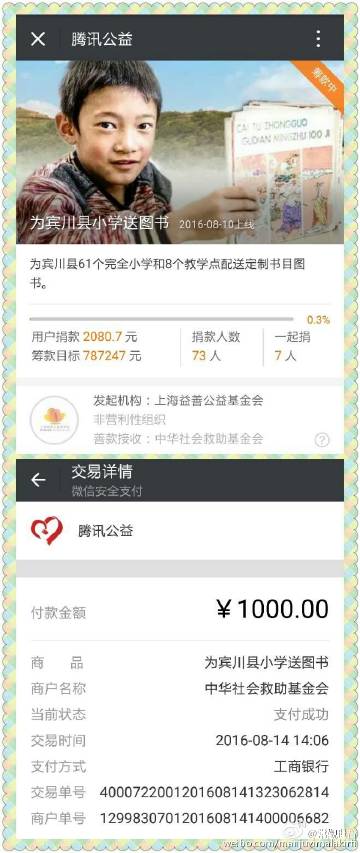 腾讯公益
筹款中
CAI TU ZHONGGUO
GUDIAN MINGZHU 100 JI
为宾川县小学送图书 2016-08-10上线
为宾川县61个完全小学和8个教学点配送定制书目图
书。
0.3%
用户捐款 2080.7 元 捐款人数 一起捐
筹款目标 787247 元 73 人 7 人
发起机构：上海益善公益基金会
非营利性组织
善款接收：中华社会救助基金会
交易详情
微信安全支付
腾讯公益
付款金额 ¥1000.00
商 品 为宾川县小学送图书
商户名称 中华社会救助基金会
当前状态 支付成功
交易时间 2016-08-14 14:06
支付方式 工商银行
交易单号 4000722001201608141323062814
商户单号 1299830701201608141400006682